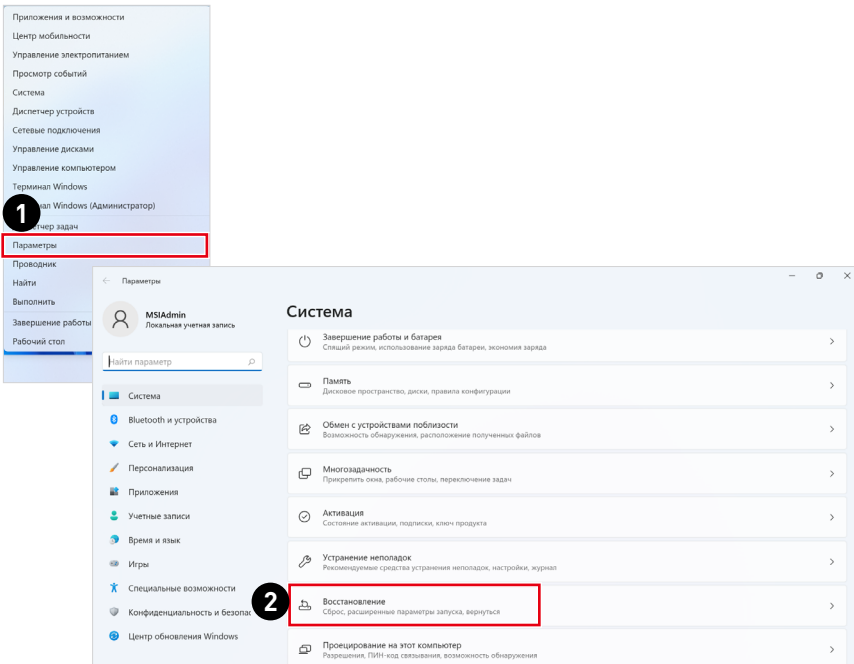 Приложения и возможности
Центр мобильности
Управление электропитанием
Просмотр событий
Система
Диспетчер устройств
Сетевые подключения
Управление дисками
Управление компьютером
Терминал Windows
Windows (Администратор)
1
задач
Параметры
Проводник
Найти
Выполнить
Завершение работы
Рабочий стол
Параметры
MSIAdmin
Локальная учетная запись
Найти параметр
Система
Bluetooth и устройства
Сеть и Интернет
Персонализация
Приложения
Учетные записи
Время и язык
Игры
Специальные возможности
Конфиденциальность и безопас
Центр обновления Windows
Система
Завершение работы и батарея
Спящий режим, использование заряда батареи, экономия заряда
Память
Дисковое пространство, диски, правила конфигурации
Обмен с устройствами поблизости
Возможность обнаружения, расположение полученных файлов
Многозадачность
Прикрепить окна, рабочие столы, переключение задач
Активация
Состояние активации, подписки, ключ продукта
Устранение неполадок
Рекомендуемые средства устранения неполадок, настройки, журнал
2
Восстановление
Сброс, расширенные параметры запуска, вернуться
Проецирование на этот компьютер
Разрешения, ПИН-код связывания, возможность обнаружения